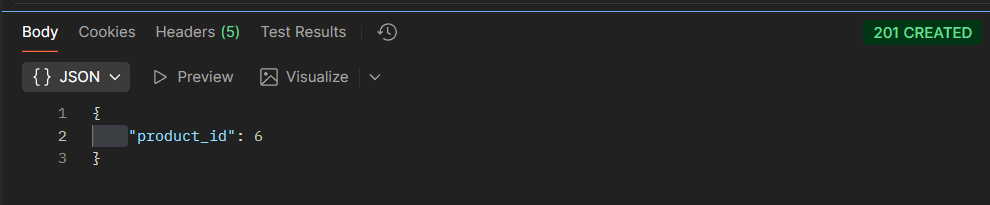 Body Cookies Headers (5) Test Results 201 CREATED
{} JSON Preview Visualize
1 {
2 "product_id": 6
3 }